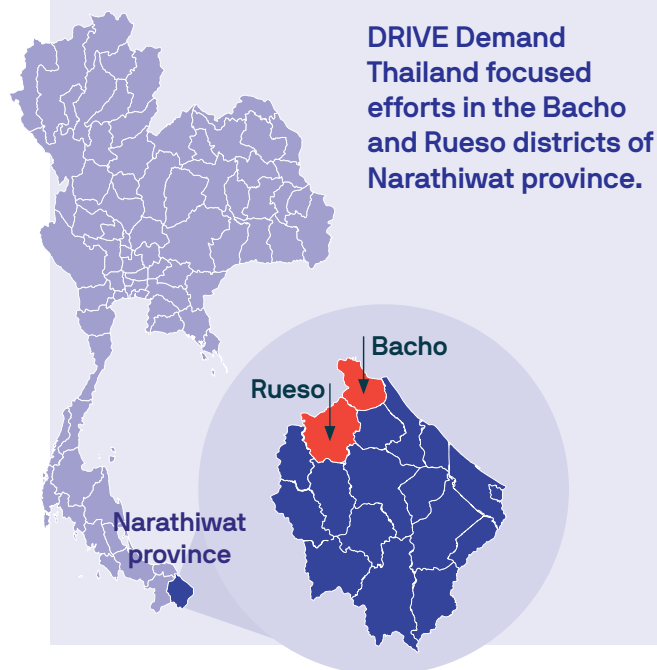 DRIVE Demand
Thailand focused
efforts in the Bacho
and Rueso districts of
Narathiwat province.
Bacho
Rueso
Narathiwat
province